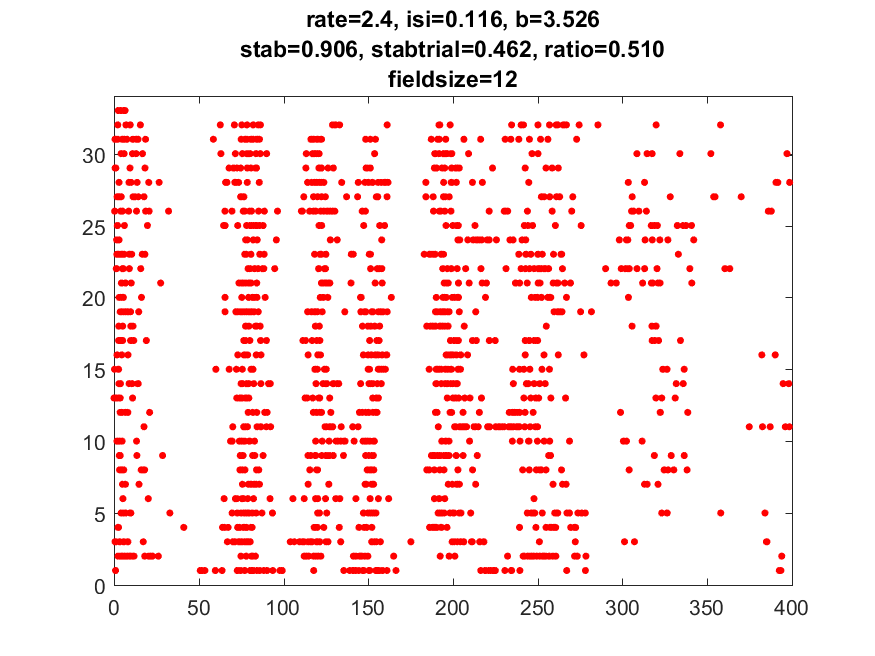 rate=2.4, isi=0.116, b=3.526
stab=0.906, stabtrial=0.462, ratio=0.510
fieldsize=12
30
25
20
15
10
5
0
0 50 100 150 200 250 300 350 400